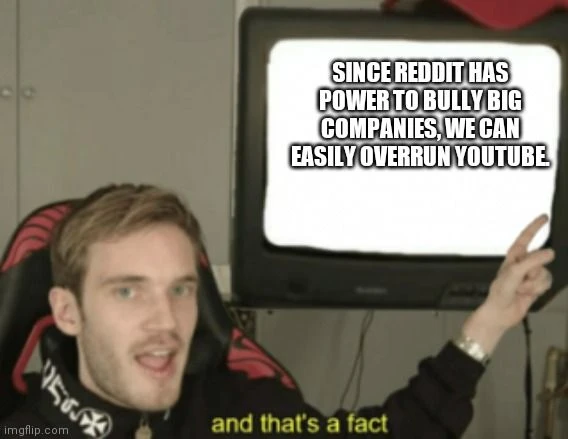 SINCE REDDIT HAS
POWER TO BULLY BIG
COMPANIES, WE CAN
EASILY OVERRUN YOUTUBE.
and that's a fact
imgflip.com